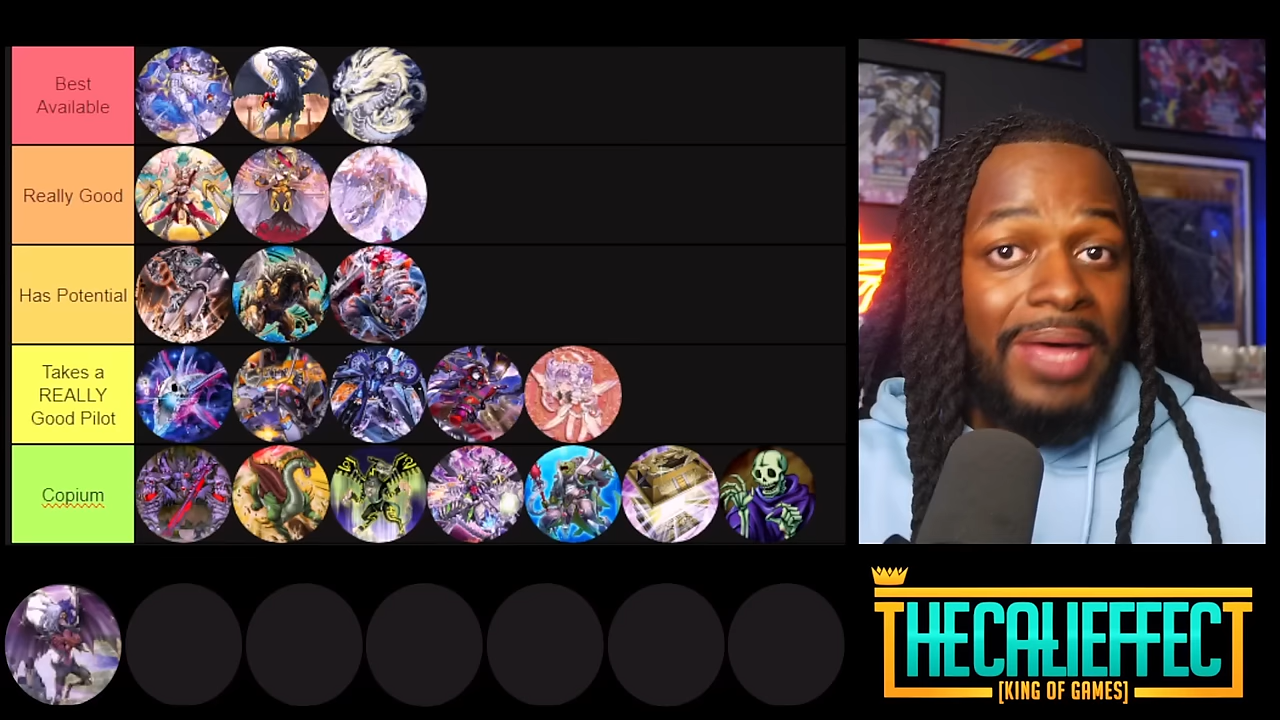 Best
Available
Really Good
Has Potential
Takes a
REALLY
Good Pilot
Copium
THECALIEFFECT
[KING OF GAMES]